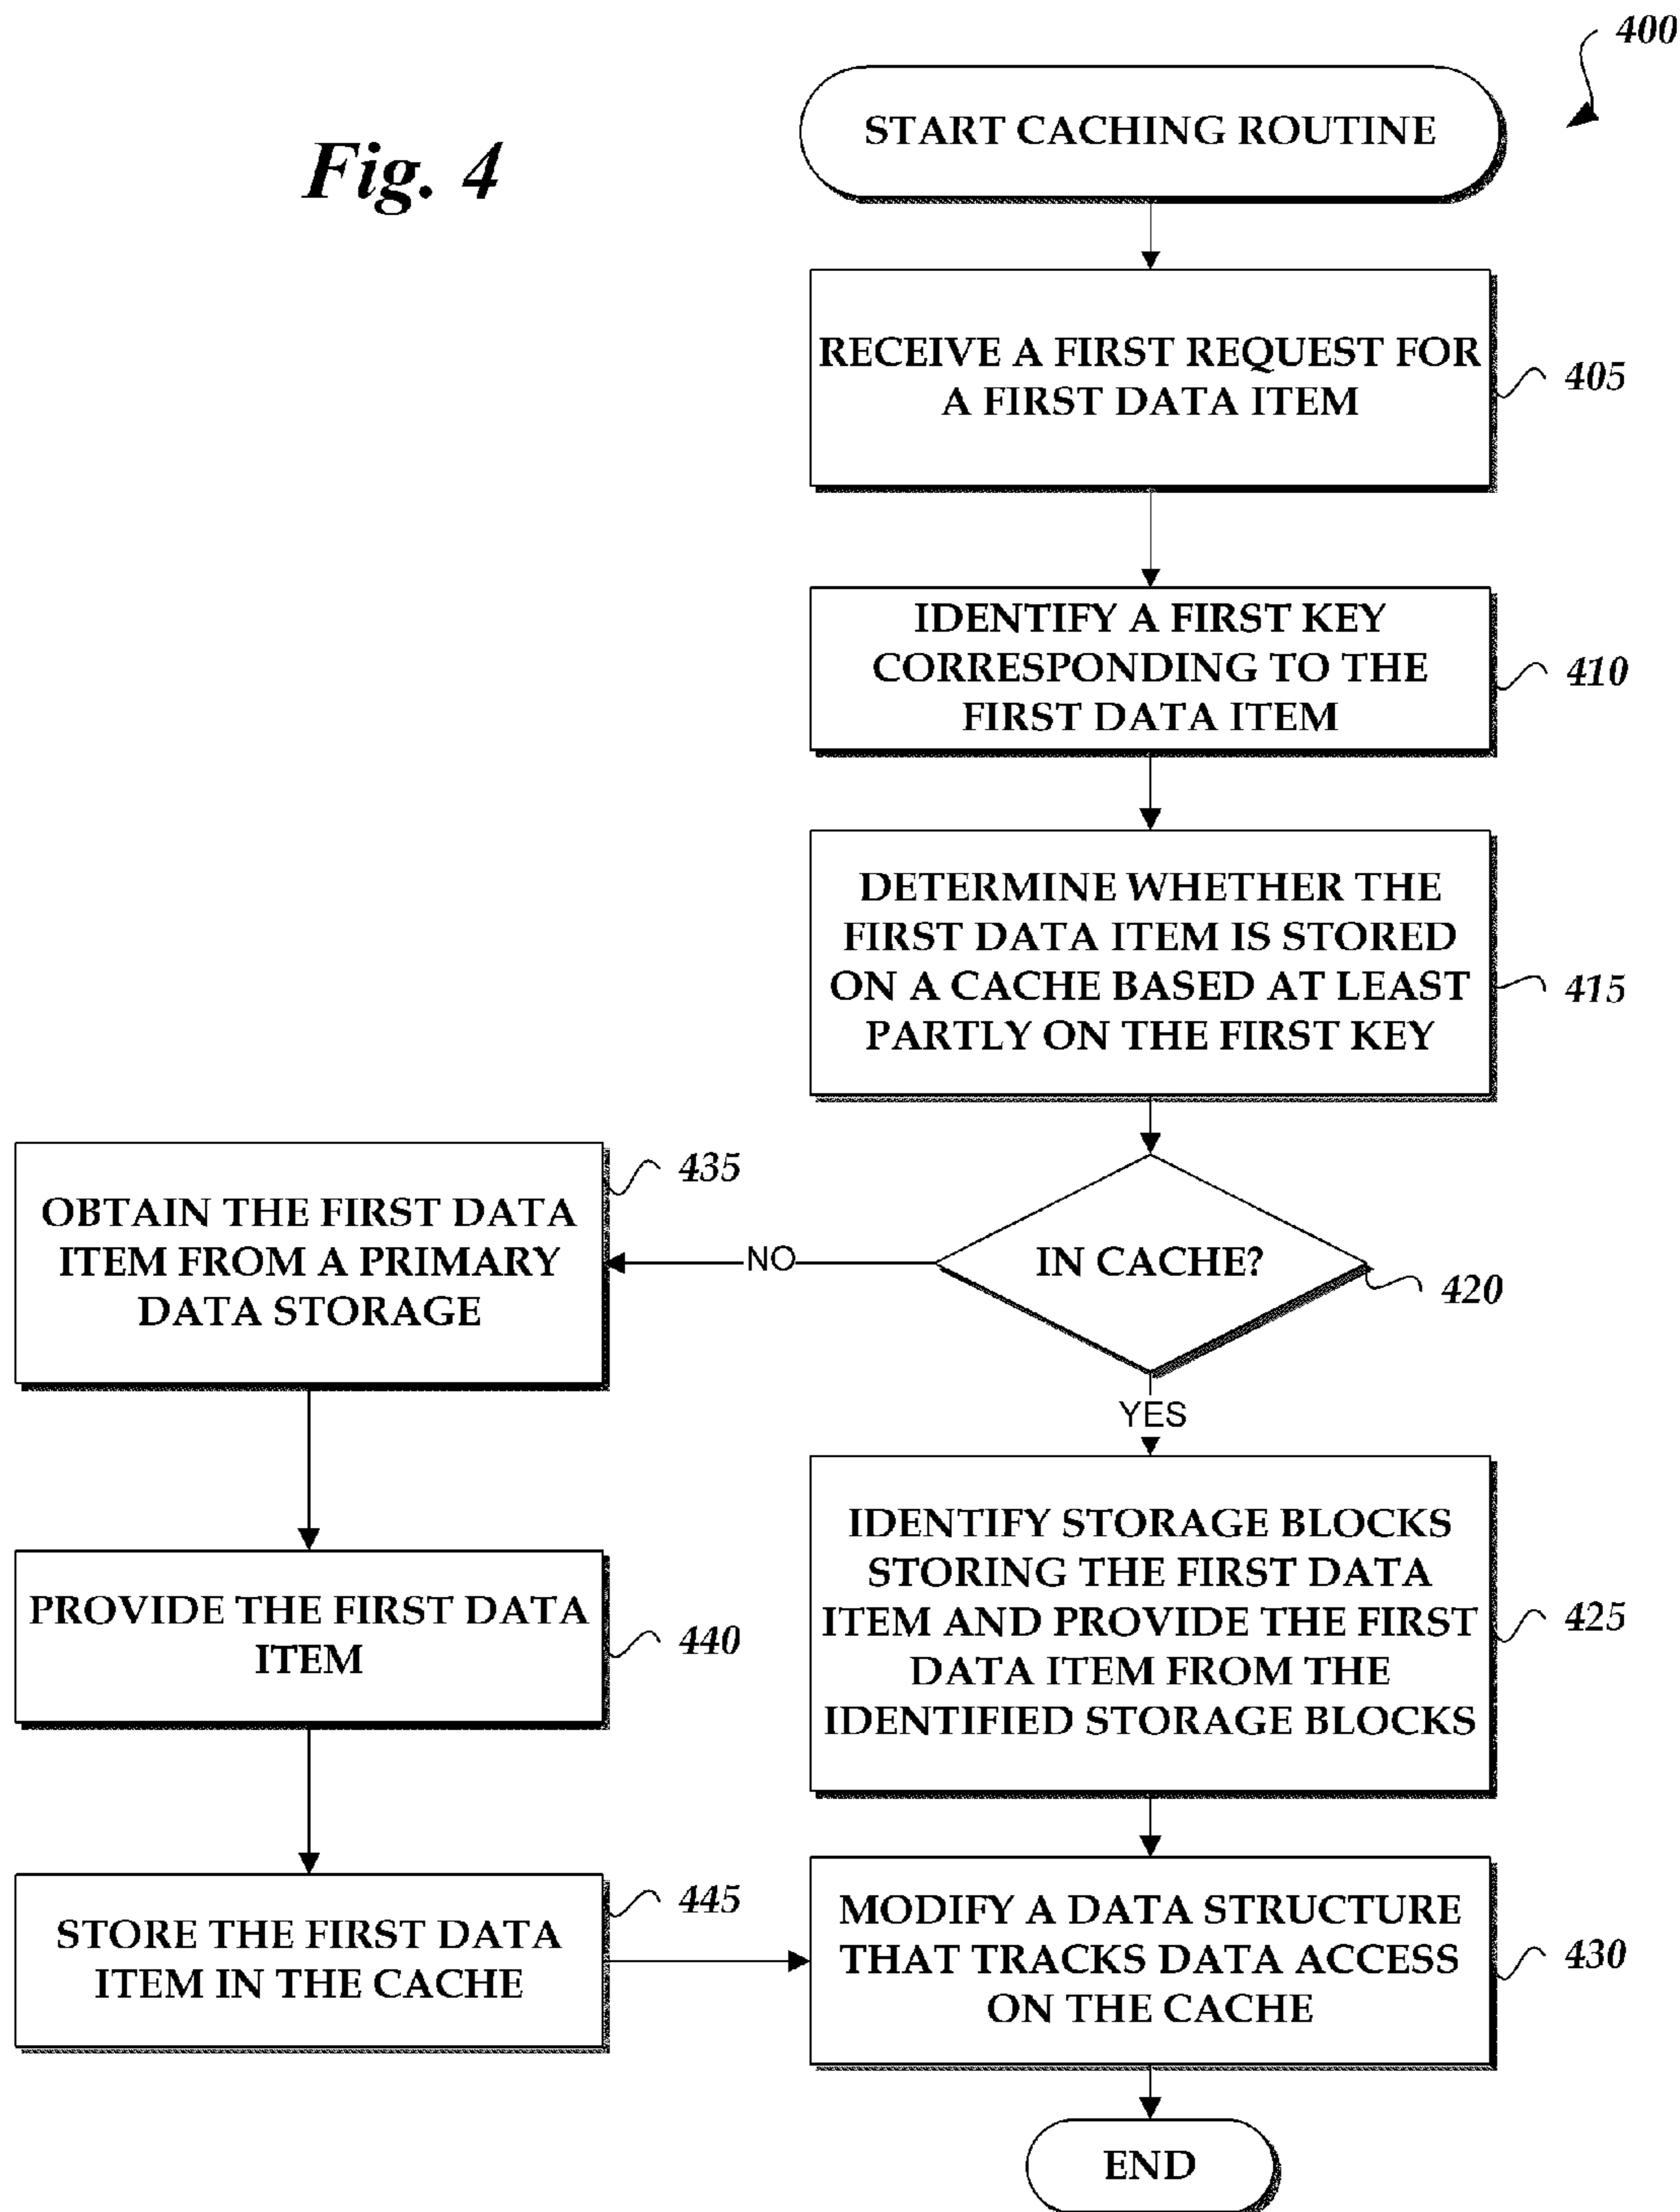 400
Fig. 4
START CACHING ROUTINE
RECEIVE A FIRST REQUEST FOR
A FIRST DATA ITEM
405
IDENTIFY A FIRST KEY
CORRESPONDING TO THE
FIRST DATA ITEM
410
DETERMINE WHETHER THE
FIRST DATA ITEM IS STORED
ON A CACHE BASED AT LEAST
PARTLY ON THE FIRST KEY
415
IN CACHE?
420
NO
YES
OBTAIN THE FIRST DATA
ITEM FROM A PRIMARY
DATA STORAGE
435
PROVIDE THE FIRST DATA
ITEM
440
STORE THE FIRST DATA
ITEM IN THE CACHE
445
IDENTIFY STORAGE BLOCKS
STORING THE FIRST DATA
ITEM AND PROVIDE THE FIRST
DATA ITEM FROM THE
IDENTIFIED STORAGE BLOCKS
425
MODIFY A DATA STRUCTURE
THAT TRACKS DATA ACCESS
ON THE CACHE
430
END